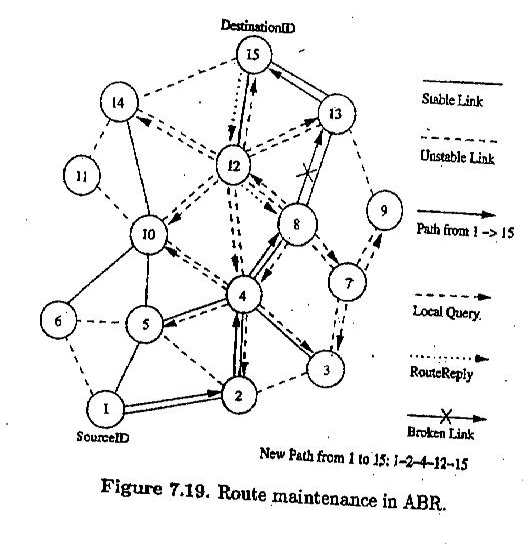 DestinationID
15
14
13
Stable Link
12
11
Unstable Link
9
8
Path from 1 -> 15
10
7
4
Local Query.
6
5
3
RouteReply
2
1
SourceID
Broken Link
New Path from 1 to 15: 1-2-4-12-15
Figure 7.19. Route maintenance in ABR.